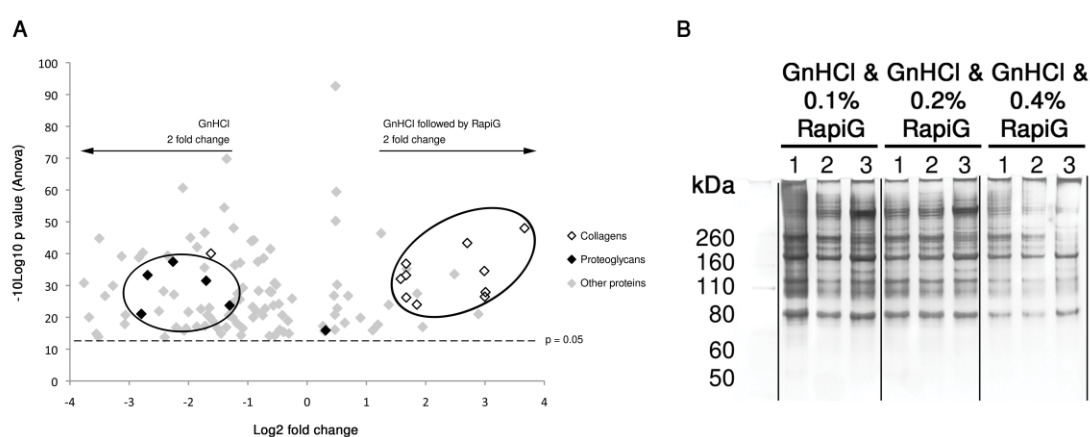 A
100
90
80
70
60
50
40
30
20
10
0
-4 -3 -2 -1 0 1 2 3 4
-10Log10 p value (Anova)
Log2 fold change
GnHCl
2 fold change
GnHCl followed by RapiG
2 fold change
Collagens
Proteoglycans
Other proteins
p = 0.05
B
GnHCl & GnHCl & GnHCl &
0.1% 0.2% 0.4%
RapiG RapiG RapiG
1 2 3 1 2 3 1 2 3
kDa
260
160
110
80
60
50